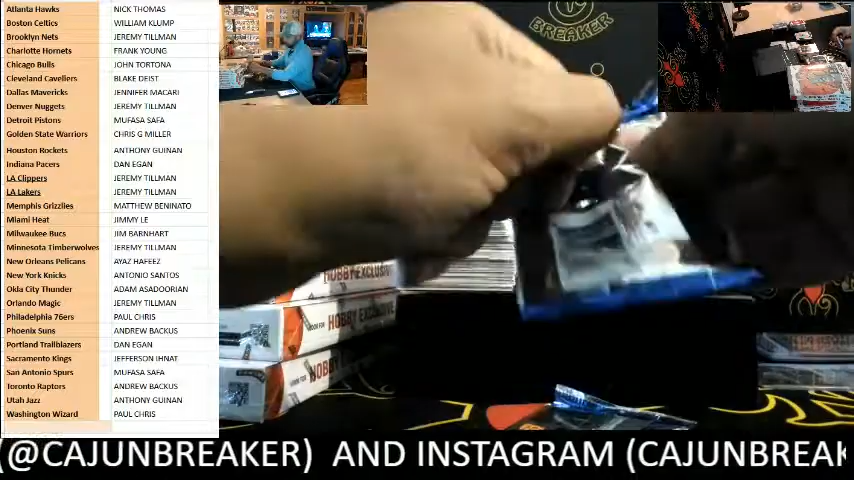 Atlanta Hawks NICK THOMAS
Boston Celtics WILLIAM KLUMP
Brooklyn Nets JEREMY TILLMAN
Charlotte Hornets FRANK YOUNG
Chicago Bulls JOHN TORTONA
Cleveland Cavaliers BLAKE DEIST
Dallas Mavericks JENNIFER MACARI
Denver Nuggets JEREMY TILLMAN
Detroit Pistons MUFASA SAFA
Golden State Warriors CHRIS G MILLER
Houston Rockets ANTHONY GUINAN
Indiana Pacers DAN EGAN
LA Clippers JEREMY TILLMAN
LA Lakers JEREMY TILLMAN
Memphis Grizzlies MATTHEW BENINATO
Miami Heat JIMMY LE
Milwaukee Bucs JIM BARNHART
Minnesota Timberwolves JEREMY TILLMAN
New Orleans Pelicans AYAZ HAFEEZ
New York Knicks ANTONIO SANTOS
Okla City Thunder ADAM ASADOORIAN
Orlando Magic JEREMY TILLMAN
Philadelphia 76ers PAUL CHRIS
Phoenix Suns ANDREW BACKUS
Portland Trailblazers DAN EGAN
Sacramento Kings JEFFERSON IHNAT
San Antonio Spurs MUFASA SAFA
Toronto Raptors ANDREW BACKUS
Utah Jazz ANTHONY GUINAN
Washington Wizard PAUL CHRIS
BREAKER
HOBBY EXCLUSIVE
HOBBY EXCLUSIVE
HOBBY
(@CAJUNBREAKER) AND INSTAGRAM (CAJUNBREAK